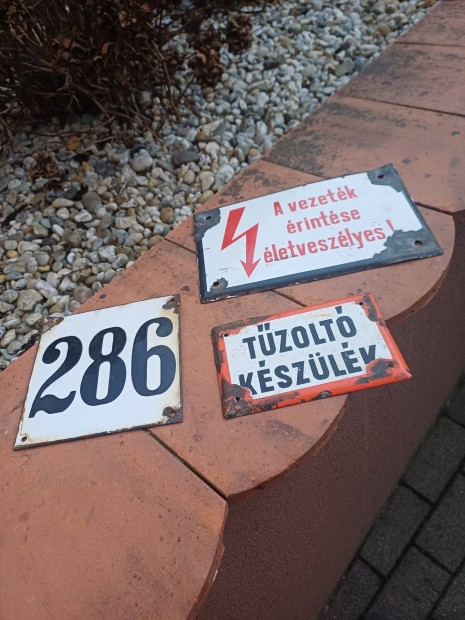 A vezeték
érintése
életveszélyes!
286
TŰZOLTÓ
KÉSZÜLÉK